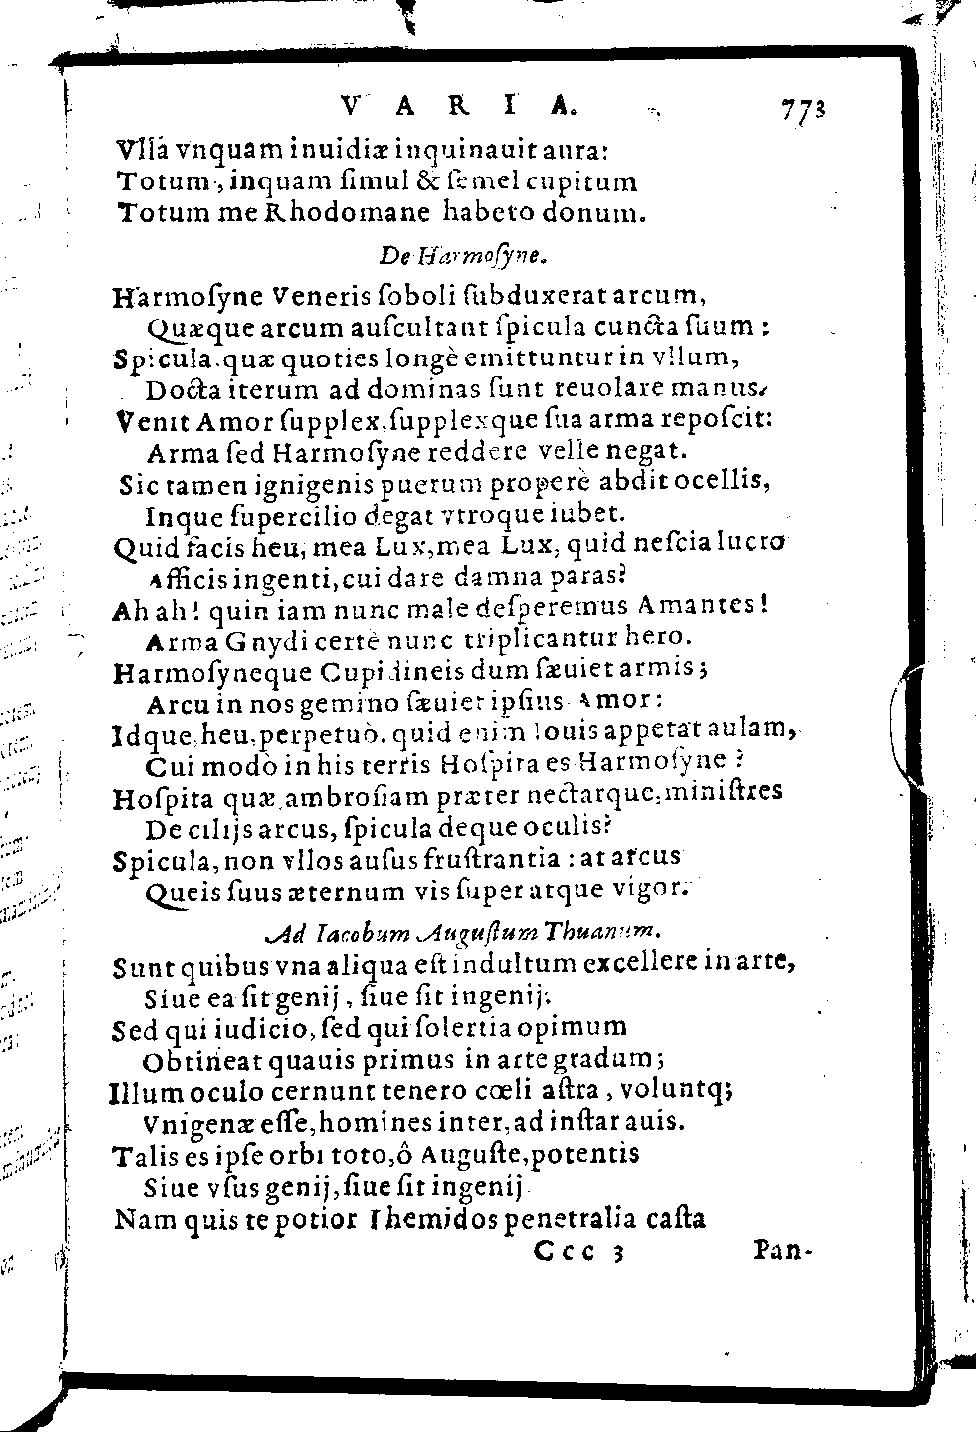 VARIA. 773
Vlla vnquam inuidiæ inquinauit aura:
Totum, inquam ſimul & ſemel cupitum
Totum me Rhodomane habeto donum.
De Harmoſyne.
Harmoſyne Veneris ſoboli ſubduxerat arcum,
Quæque arcum auſcultant ſpicula cuncta ſuum:
Spicula quæ quoties longè emittuntur in vllum,
Docta iterum ad dominas ſunt reuolare manus.
Venit Amor ſupplex, ſupplexque ſua arma repoſcit:
Arma ſed Harmoſyne reddere velle negat.
Sic tamen ignigenis puerum properè abdit ocellis,
Inque ſupercilio degat vtroque iubet.
Quid facis heu, mea Lux, mea Lux, quid neſcia lucro
Afficis ingenti, cui dare damna paras?
Ah ah! quin iam nunc male deſperemus Amantes!
Arma Gnydi certè nunc triplicantur hero.
Harmoſyneque Cupidineis dum ſæuiet armis;
Arcu in nos gemino ſæuiet ipſius Amor:
Idque, heu, perpetuò. quid enim Iouis appetat aulam,
Cui modò in his terris Hoſpita es Harmoſyne?
Hoſpita quæ ambroſiam præter nectarque, miniſtres
De cilijs arcus, ſpicula deque oculis?
Spicula, non vllos auſus fruſtrantia: at arcus
Queis ſuus æternum vis ſuper atque vigor.
Ad Iacobum Auguſtum Thuanum.
Sunt quibus vna aliqua eſt indultum excellere in arte,
Siue ea ſit genij, ſiue ſit ingenij.
Sed qui iudicio, ſed qui ſolertia opimum
Obtineat quauis primus in arte gradum;
Illum oculo cernunt tenero cœli aſtra, voluntq;
Vnigenæ eſſe, homines inter, ad inſtar auis.
Talis es ipſe orbi toto, ô Auguſte, potentis
Siue vſus genij, ſiue ſit ingenij
Nam quis te potior Themidos penetralia caſta
Ccc 3 Pan-